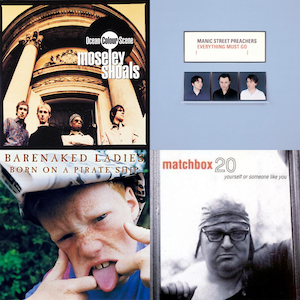 Ocean Colour Scene
moseley
shoals
MANIC STREET PREACHERS
EVERYTHING MUST GO
BARENAKED LADIES
BORN ON A PIRATE SHIP
matchbox 20
yourself or someone like you